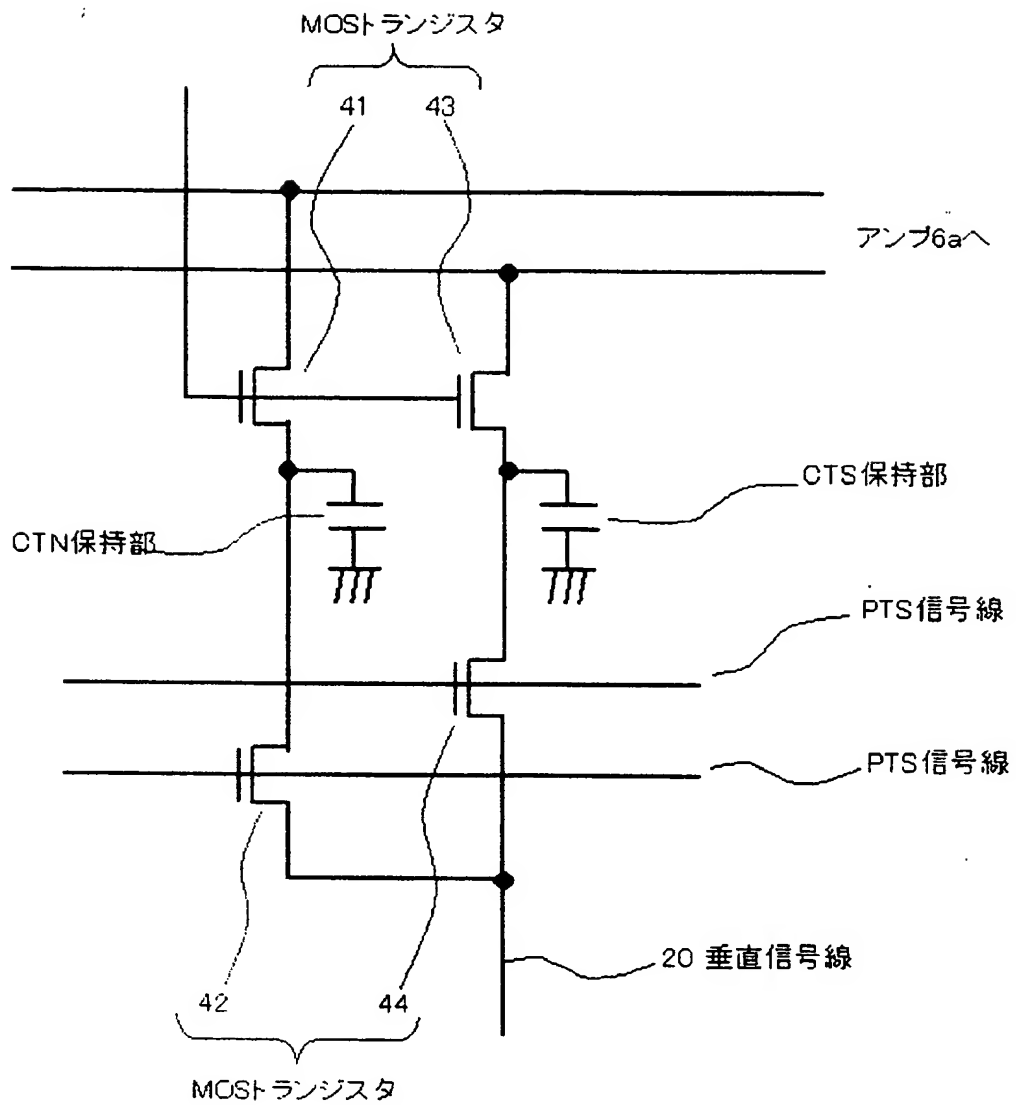 MOSトランジスタ
41
43
アンプ6aへ
CTS保持部
CTN保持部
PTS信号線
PTS信号線
20 垂直信号線
42
44
MOSトランジスタ